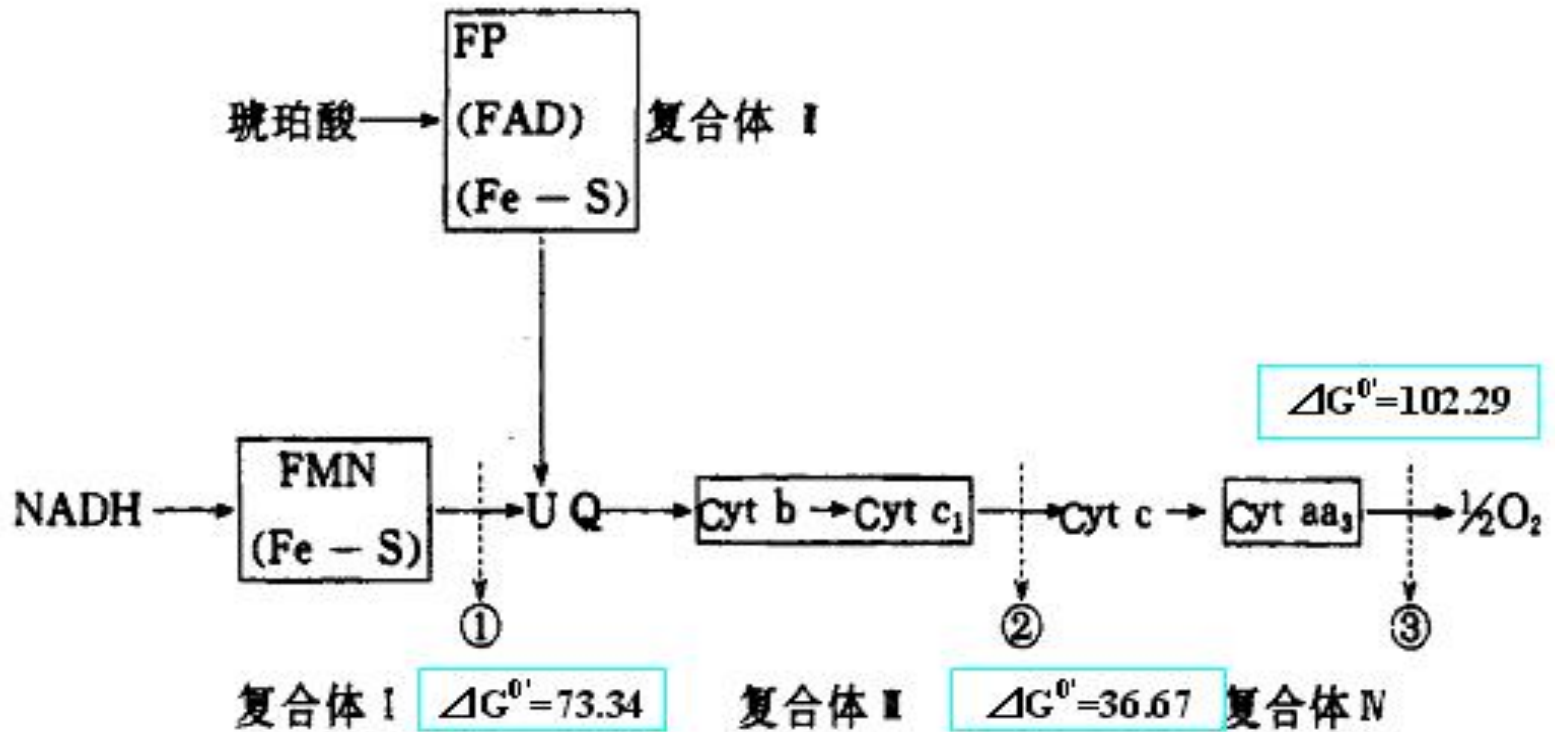 FP
琥珀酸 (FAD) 复合体 Ⅱ
(Fe - S)
ΔG⁰'=102.29
FMN
NADH U Q Cyt b Cyt c₁ Cyt c Cyt aa₃ ½O₂
(Fe - S)
① ② ③
复合体 Ⅰ ΔG⁰'=73.34 复合体 Ⅲ ΔG⁰'=36.67 复合体 Ⅳ